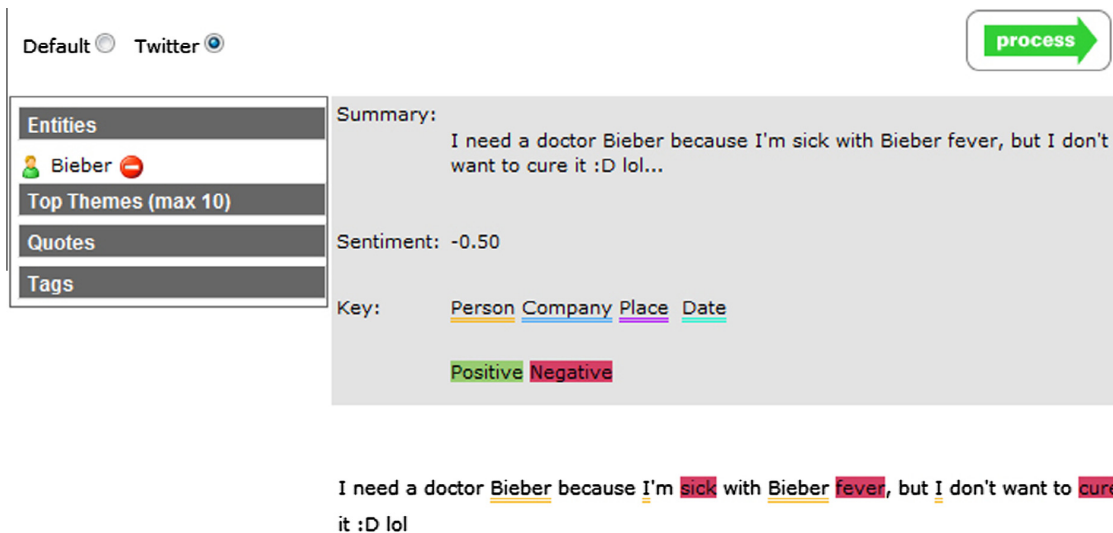 Default Twitter
process
Entities
Bieber
Top Themes (max 10)
Quotes
Tags
Summary:
I need a doctor Bieber because I'm sick with Bieber fever, but I don't
want to cure it :D lol...
Sentiment: -0.50
Key: Person Company Place Date
Positive Negative
I need a doctor Bieber because I'm sick with Bieber fever, but I don't want to cure
it :D lol